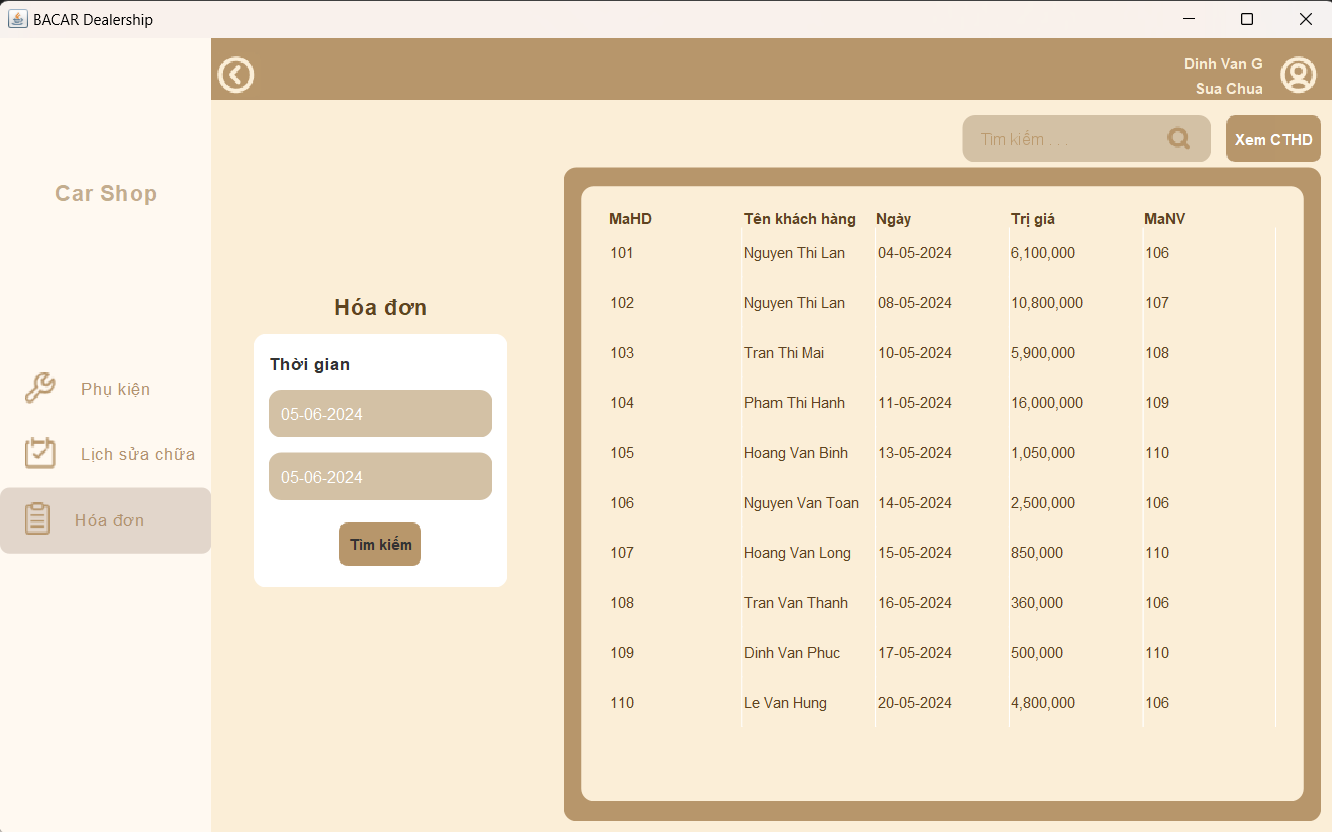 BACAR Dealership
Dinh Van G
Sua Chua
Car Shop
Phụ kiện
Lịch sửa chữa
Hóa đơn
Tìm kiếm . . .
Xem CTHD
Hóa đơn
Thời gian
05-06-2024
05-06-2024
Tìm kiếm
MaHD Tên khách hàng Ngày Trị giá MaNV
101 Nguyen Thi Lan 04-05-2024 6,100,000 106
102 Nguyen Thi Lan 08-05-2024 10,800,000 107
103 Tran Thi Mai 10-05-2024 5,900,000 108
104 Pham Thi Hanh 11-05-2024 16,000,000 109
105 Hoang Van Binh 13-05-2024 1,050,000 110
106 Nguyen Van Toan 14-05-2024 2,500,000 106
107 Hoang Van Long 15-05-2024 850,000 110
108 Tran Van Thanh 16-05-2024 360,000 106
109 Dinh Van Phuc 17-05-2024 500,000 110
110 Le Van Hung 20-05-2024 4,800,000 106